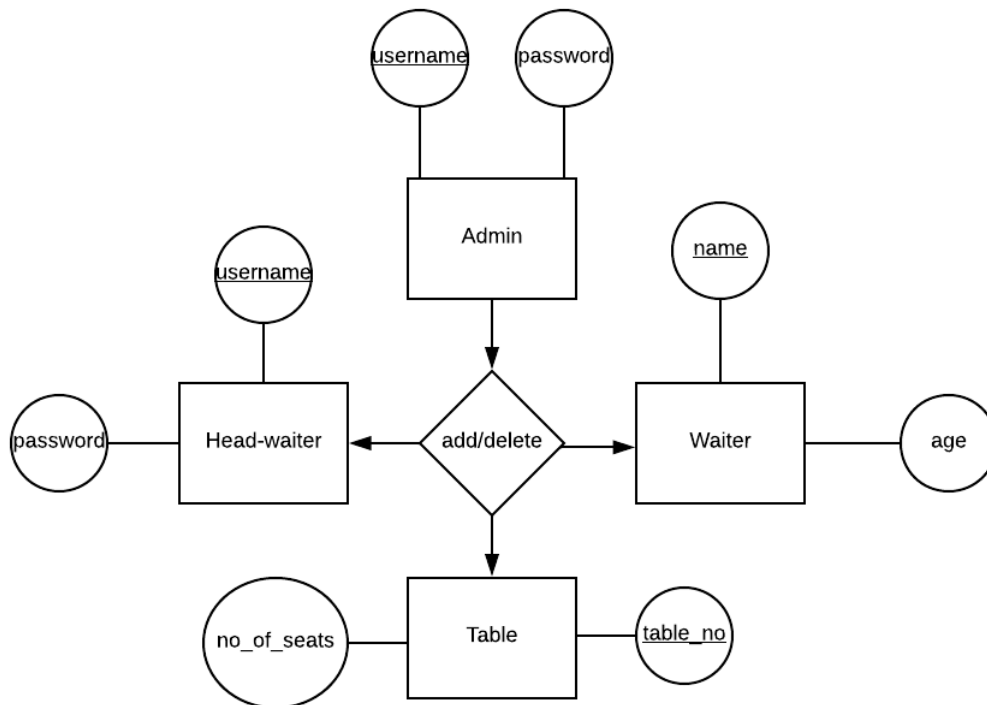 username
password
Admin
name
username
password
Head-waiter
add/delete
Waiter
age
no_of_seats
Table
table_no